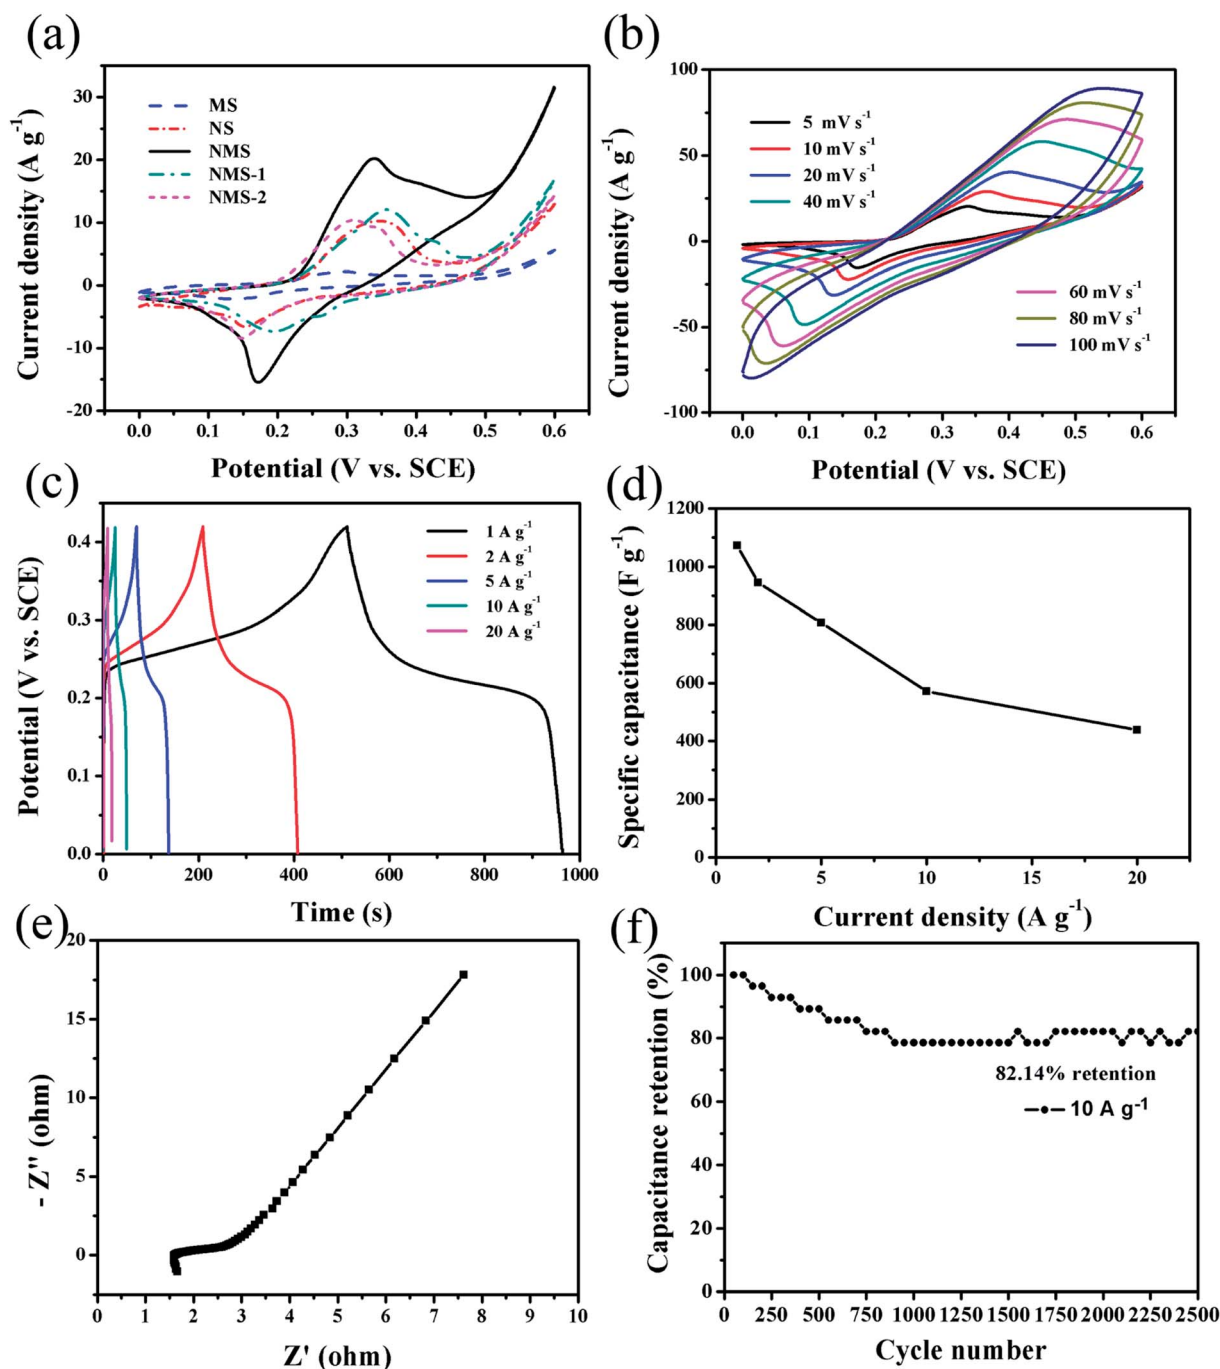 (a)
Current density (A g-1)
30
20
10
0
-10
-20
MS
NS
NMS
NMS-1
NMS-2
0.0 0.1 0.2 0.3 0.4 0.5 0.6
Potential (V vs. SCE)
(b)
Current density (A g-1)
100
50
0
-50
-100
5 mV s-1
10 mV s-1
20 mV s-1
40 mV s-1
60 mV s-1
80 mV s-1
100 mV s-1
0.0 0.1 0.2 0.3 0.4 0.5 0.6
Potential (V vs. SCE)
(c)
Potential (V vs. SCE)
0.4
0.3
0.2
0.1
0.0
1 A g-1
2 A g-1
5 A g-1
10 A g-1
20 A g-1
0 200 400 600 800 1000
Time (s)
(d)
Specific capacitance (F g-1)
1200
1000
800
600
400
200
0
5 10 15 20
Current density (A g-1)
(e)
- Z'' (ohm)
20
15
10
5
0
0 1 2 3 4 5 6 7 8 9 10
Z' (ohm)
(f)
Capacitance retention (%)
100
80
60
40
20
0
82.14% retention
10 A g-1
0 250 500 750 1000 1250 1500 1750 2000 2250 2500
Cycle number